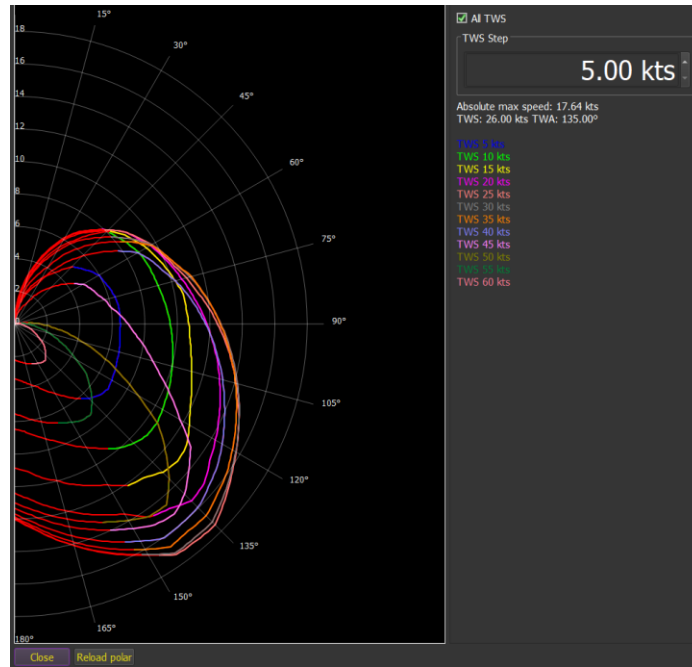 All TWS
TWS Step
5.00 kts
Absolute max speed: 17.64 kts
TWS: 26.00 kts TWA: 135.00º
TWS 5 kts
TWS 10 kts
TWS 15 kts
TWS 20 kts
TWS 25 kts
TWS 30 kts
TWS 35 kts
TWS 40 kts
TWS 45 kts
TWS 50 kts
TWS 55 kts
TWS 60 kts
18
16
14
12
10
8
6
4
2
0
15°
30°
45°
60°
75°
90°
105°
120°
135°
150°
165°
180°
Close
Reload polar